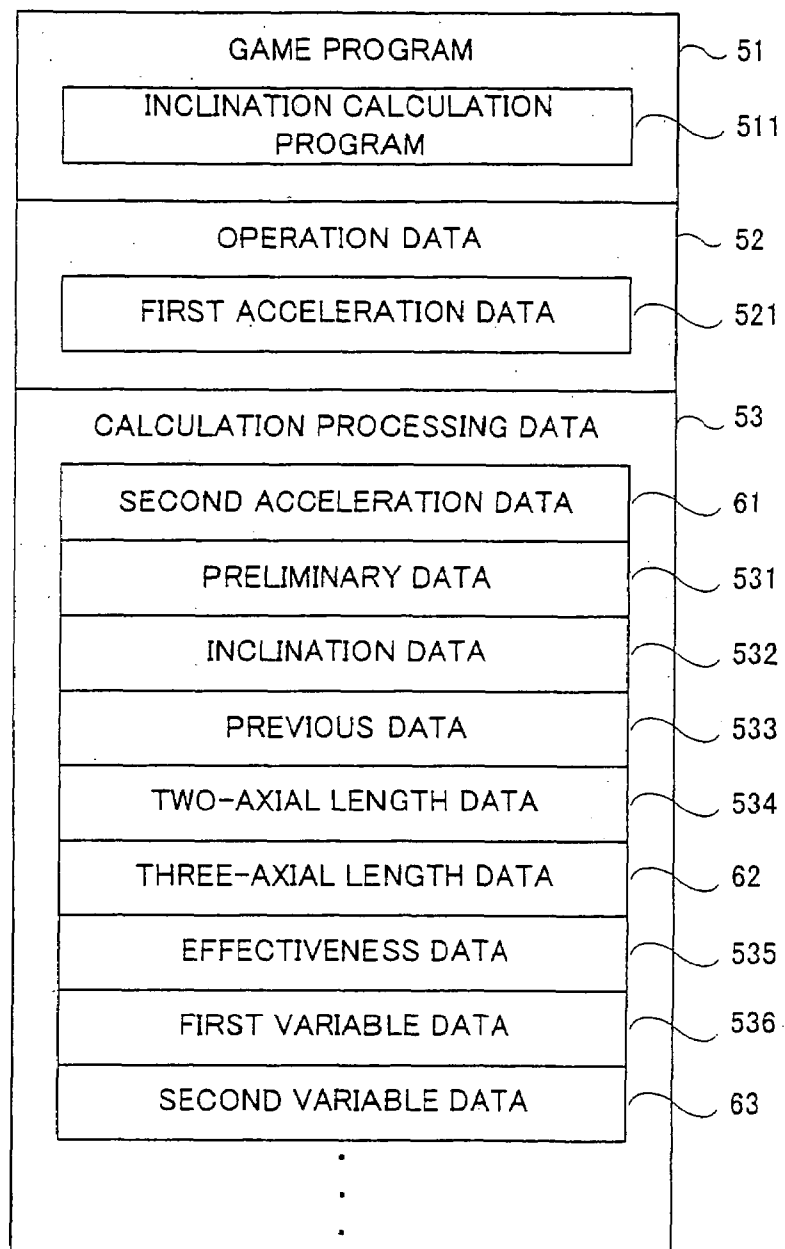 GAME PROGRAM 51
INCLINATION CALCULATION
PROGRAM 511
OPERATION DATA 52
FIRST ACCELERATION DATA 521
CALCULATION PROCESSING DATA 53
SECOND ACCELERATION DATA 61
PRELIMINARY DATA 531
INCLINATION DATA 532
PREVIOUS DATA 533
TWO-AXIAL LENGTH DATA 534
THREE-AXIAL LENGTH DATA 62
EFFECTIVENESS DATA 535
FIRST VARIABLE DATA 536
SECOND VARIABLE DATA 63